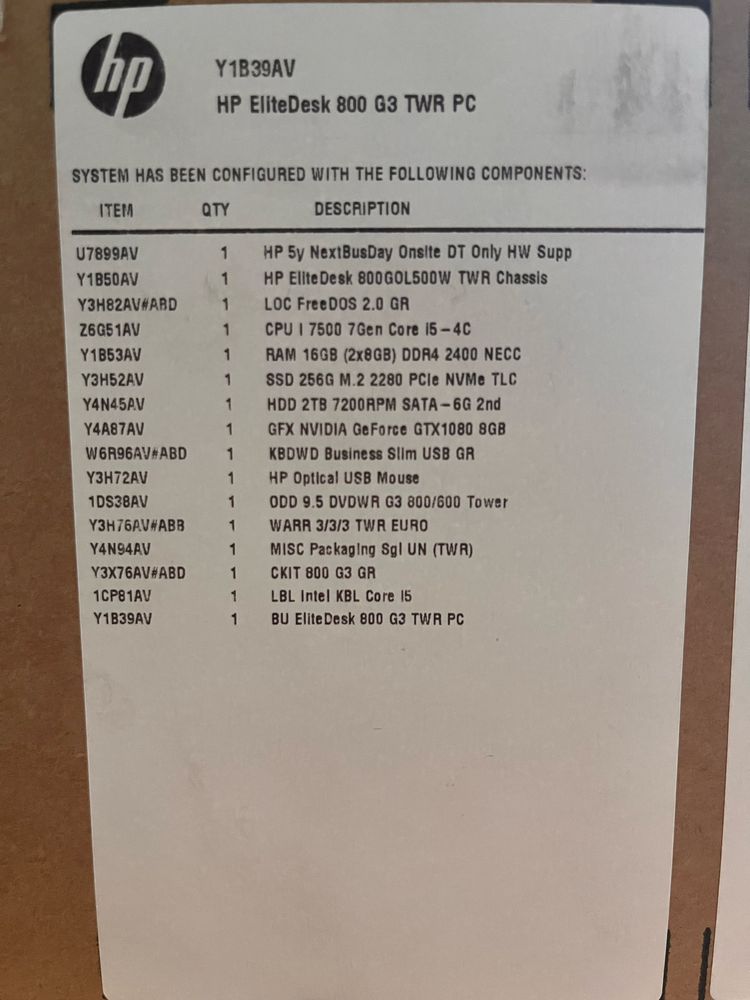 hp
Y1B39AV
HP EliteDesk 800 G3 TWR PC
SYSTEM HAS BEEN CONFIGURED WITH THE FOLLOWING COMPONENTS:
ITEM QTY DESCRIPTION
U7899AV 1 HP 5y NextBusDay Onsite DT Only HW Supp
Y1B50AV 1 HP EliteDesk 800GOL500W TWR Chassis
Y3H82AV#ABD 1 LOC FreeDOS 2.0 GR
Z6G51AV 1 CPU I 7500 7Gen Core i5-4C
Y1B53AV 1 RAM 16GB (2x8GB) DDR4 2400 NECC
Y3H52AV 1 SSD 256G M.2 2280 PCIe NVMe TLC
Y4N45AV 1 HDD 2TB 7200RPM SATA-6G 2nd
Y4A87AV 1 GFX NVIDIA GeForce GTX1080 8GB
W6R96AV#ABD 1 KBDWD Business Slim USB GR
Y3H72AV 1 HP Optical USB Mouse
1DS38AV 1 ODD 9.5 DVDWR G3 800/600 Tower
Y3H76AV#ABB 1 WARR 3/3/3 TWR EURO
Y4N94AV 1 MISC Packaging Sgl UN (TWR)
Y3X76AV#ABD 1 CKIT 800 G3 GR
1CP81AV 1 LBL Intel KBL Core i5
Y1B39AV 1 BU EliteDesk 800 G3 TWR PC